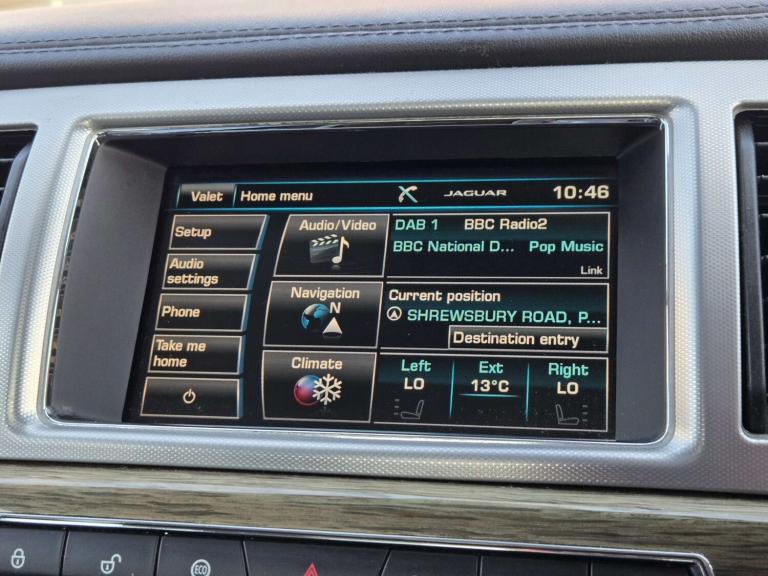 Valet Home menu JAGUAR 10:46
Setup
Audio
settings
Phone
Take me
home
Audio/Video
N
Navigation
Climate
DAB 1 BBC Radio2
BBC National D... Pop Music
Link
Current position
SHREWSBURY ROAD, P...
Destination entry
Left Ext Right
LO 13°C LO
ECO